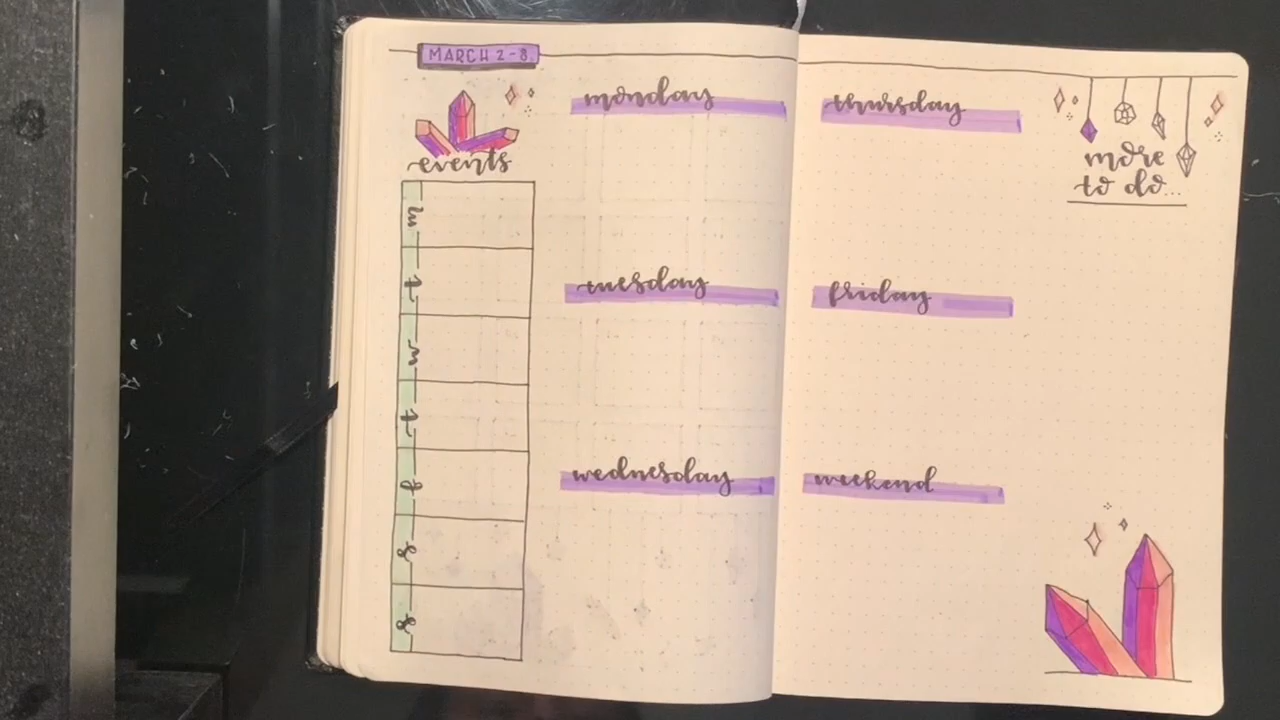 MARCH 2-8
events
m
t
w
t
f
s
s
monday
tuesday
wednesday
thursday
friday
weekend
more
to do...